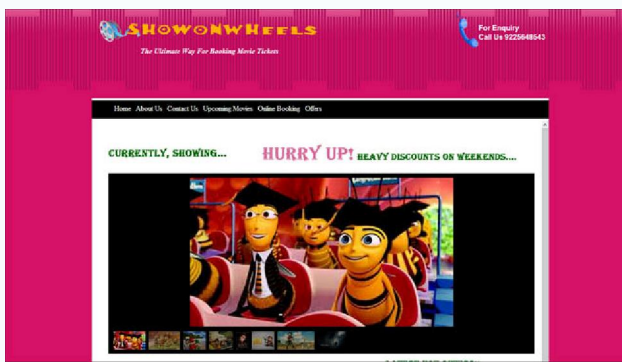 ShowonWheels
The Ultimate Way For Booking Movie Tickets
For Enquiry
Call Us 9225648543
Home About Us Contact Us Upcoming Movies Online Booking Offers
Currently, Showing...
Hurry Up! Heavy Discounts on Weekends....